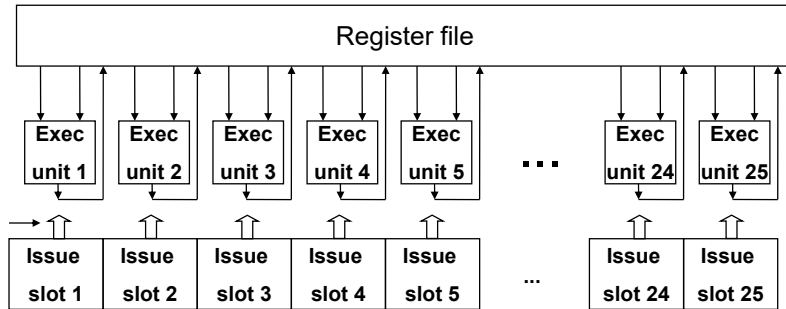 Register file
Exec Exec Exec Exec Exec Exec Exec
unit 1 unit 2 unit 3 unit 4 unit 5 ... unit 24 unit 25
Issue Issue Issue Issue Issue Issue Issue
slot 1 slot 2 slot 3 slot 4 slot 5 ... slot 24 slot 25